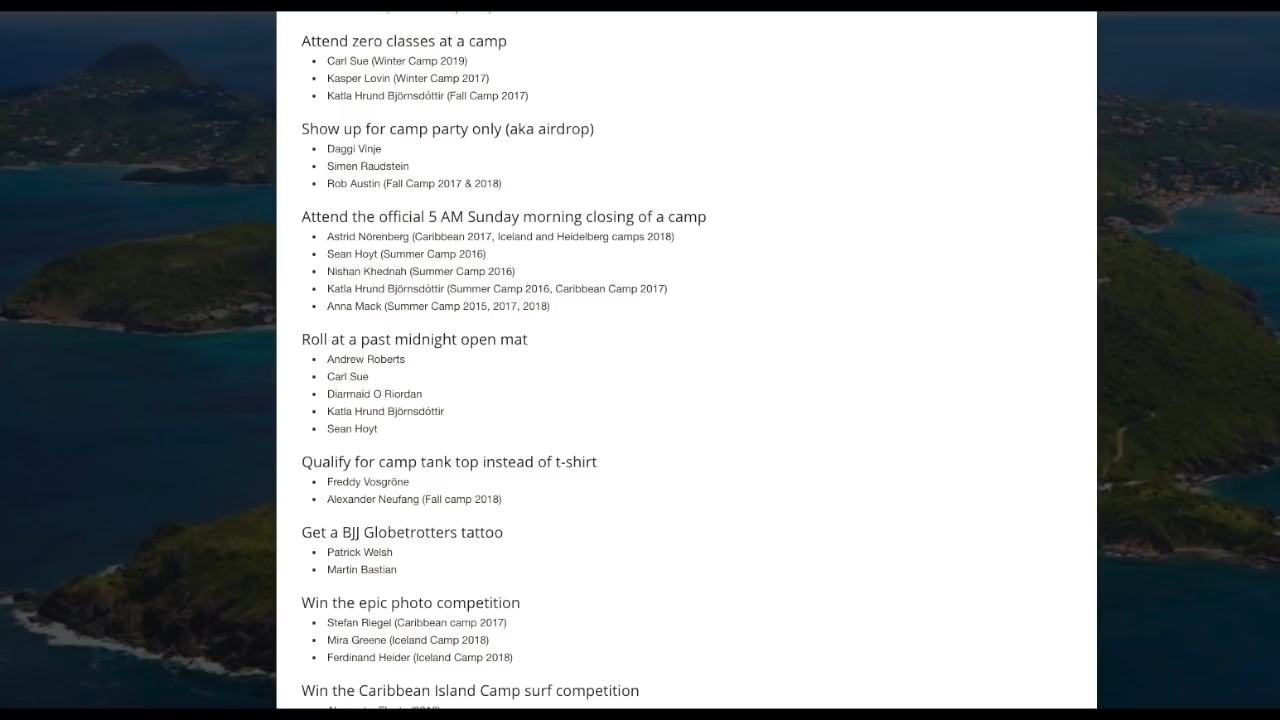 Attend zero classes at a camp
Carl Sue (Winter Camp 2019)
Kasper Lovin (Winter Camp 2017)
Katla Hrund Björnsdóttir (Fall Camp 2017)
Show up for camp party only (aka airdrop)
Daggi Vinje
Simen Raudstein
Rob Austin (Fall Camp 2017 & 2018)
Attend the official 5 AM Sunday morning closing of a camp
Astrid Nörenberg (Caribbean 2017, Iceland and Heidelberg camps 2018)
Sean Hoyt (Summer Camp 2016)
Nishan Khednah (Summer Camp 2016)
Katla Hrund Björnsdóttir (Summer Camp 2016, Caribbean Camp 2017)
Anna Mack (Summer Camp 2015, 2017, 2018)
Roll at a past midnight open mat
Andrew Roberts
Carl Sue
Diarmaid O Riordan
Katla Hrund Björnsdóttir
Sean Hoyt
Qualify for camp tank top instead of t-shirt
Freddy Vosgröne
Alexander Neufang (Fall camp 2018)
Get a BJJ Globetrotters tattoo
Patrick Welsh
Martin Bastian
Win the epic photo competition
Stefan Riegel (Caribbean camp 2017)
Mira Greene (Iceland Camp 2018)
Ferdinand Heider (Iceland Camp 2018)
Win the Caribbean Island Camp surf competition